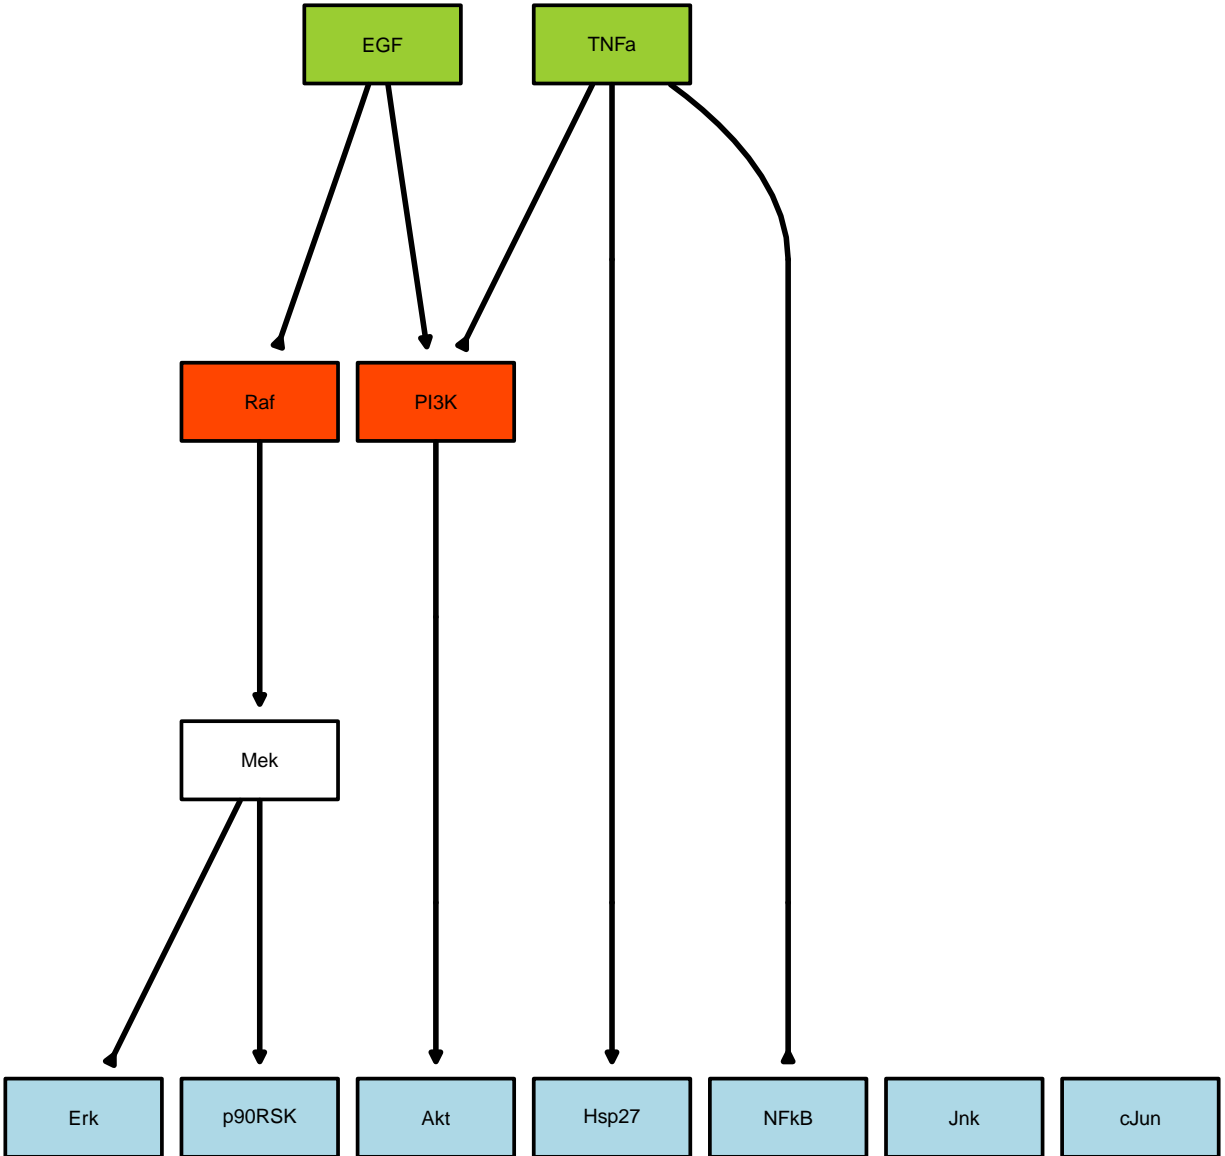 EGF
TNFa
Raf
PI3K
Mek
Erk
p90RSK
Akt
Hsp27
NFkB
Jnk
cJun